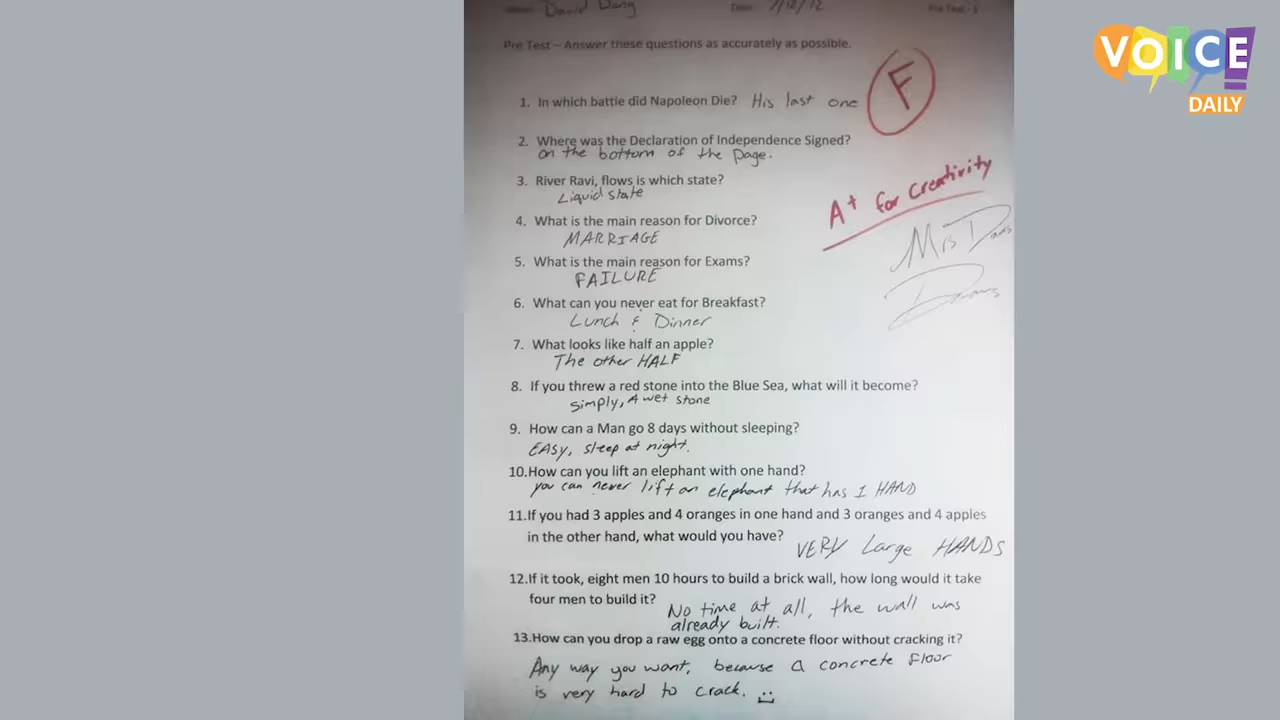 David Dang
Pre Test – Answer these questions as accurately as possible.
VOICE!
DAILY
F
1. In which battle did Napoleon Die? His last one
2. Where was the Declaration of Independence Signed?
on the bottom of the page.
A+ for Creativity
3. River Ravi, flows is which state?
Liquid state
Mrs
4. What is the main reason for Divorce?
MARRIAGE
5. What is the main reason for Exams?
FAILURE
6. What can you never eat for Breakfast?
Lunch & Dinner
7. What looks like half an apple?
The other HALF
8. If you threw a red stone into the Blue Sea, what will it become?
simply, A wet stone
9. How can a Man go 8 days without sleeping?
EASY, sleep at night.
10.How can you lift an elephant with one hand?
you can never lift an elephant that has 1 HAND
11.If you had 3 apples and 4 oranges in one hand and 3 oranges and 4 apples
in the other hand, what would you have?
VERY Large HANDS
12.If it took, eight men 10 hours to build a brick wall, how long would it take
four men to build it?
No time at all, the wall was
already built.
13.How can you drop a raw egg onto a concrete floor without cracking it?
Any way you want, because a concrete floor
is very hard to crack.